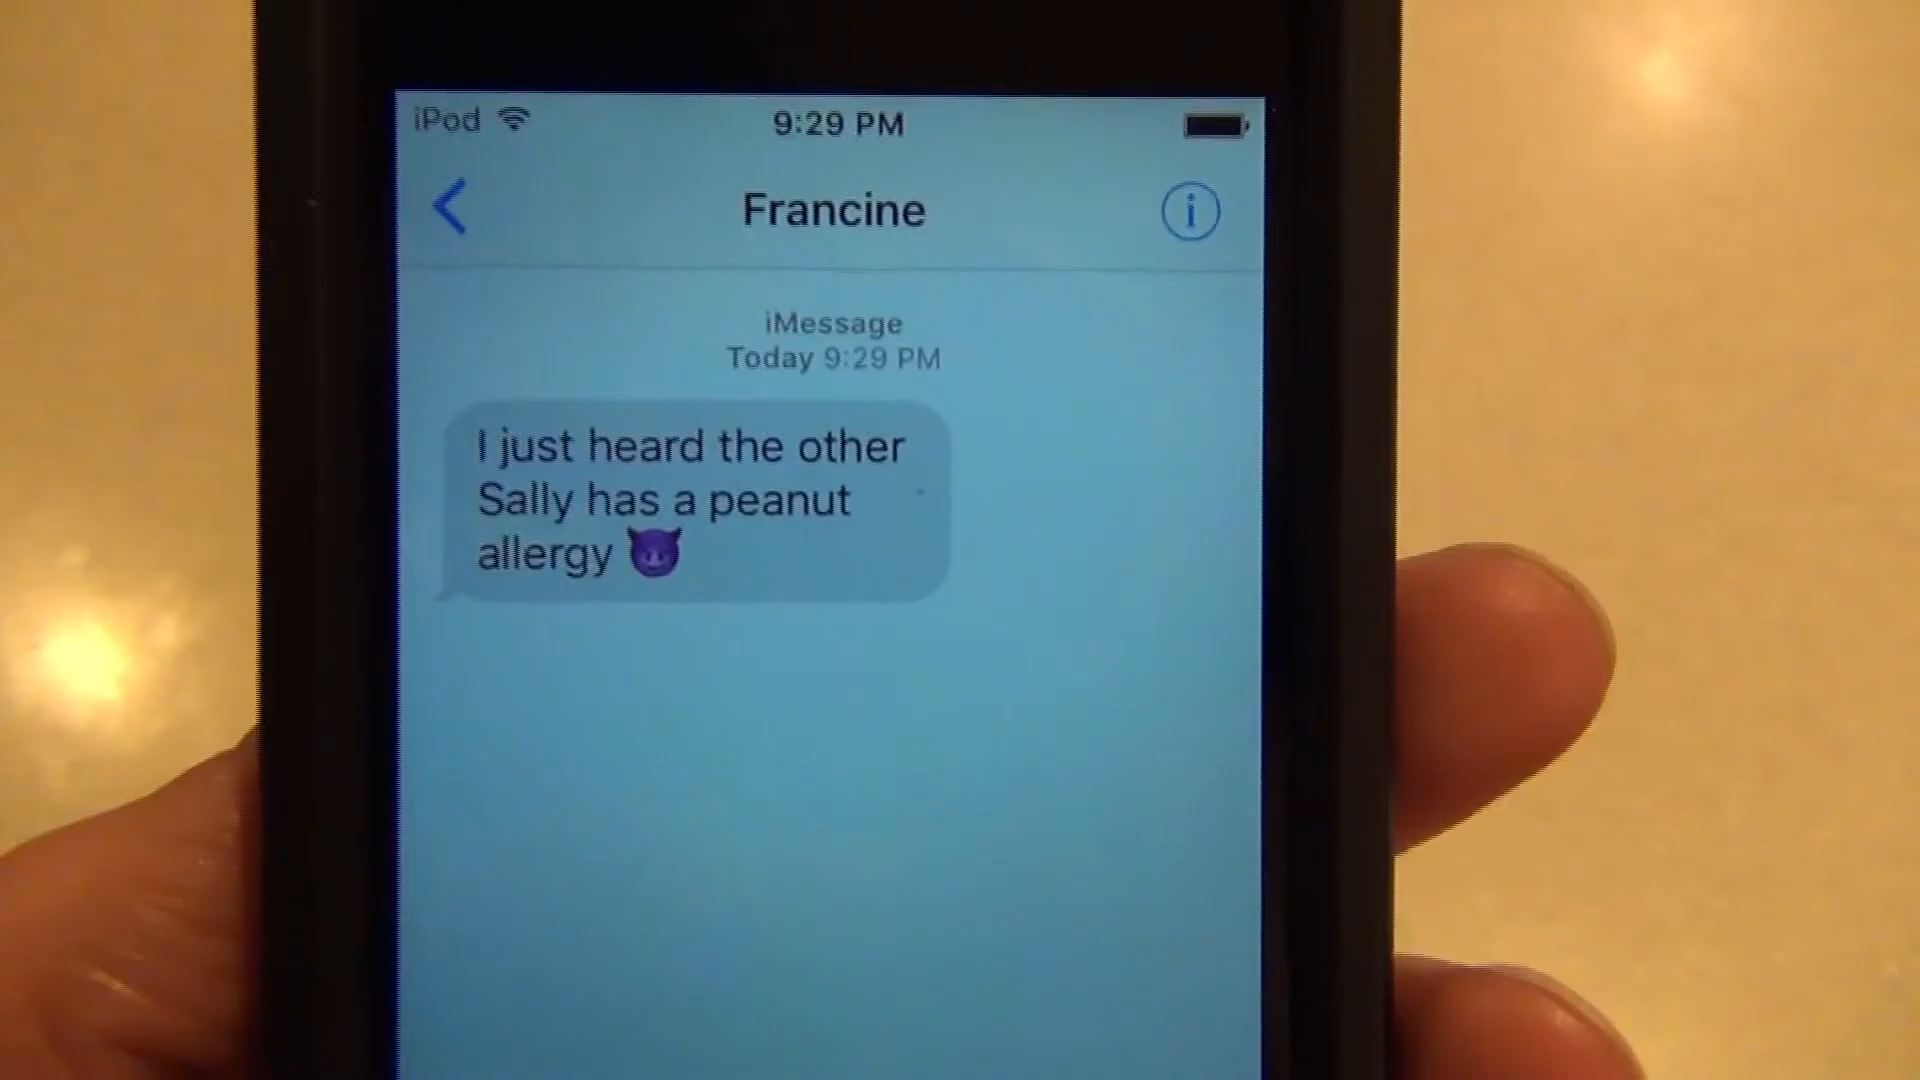 iPod 9:29 PM
Francine
iMessage
Today 9:29 PM
I just heard the other
Sally has a peanut
allergy 😈